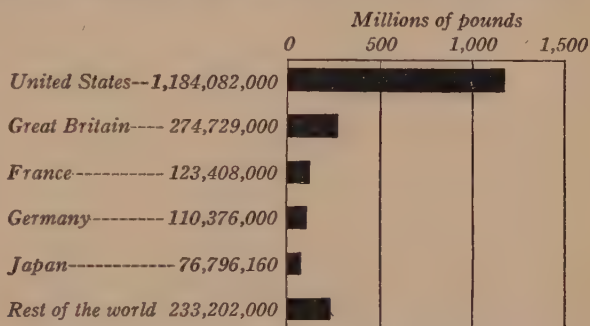 Millions of pounds
0 500 1,000 1,500
United States--1,184,082,000
Great Britain---- 274,729,000
France---------- 123,408,000
Germany-------- 110,376,000
Japan------------ 76,796,160
Rest of the world 233,202,000